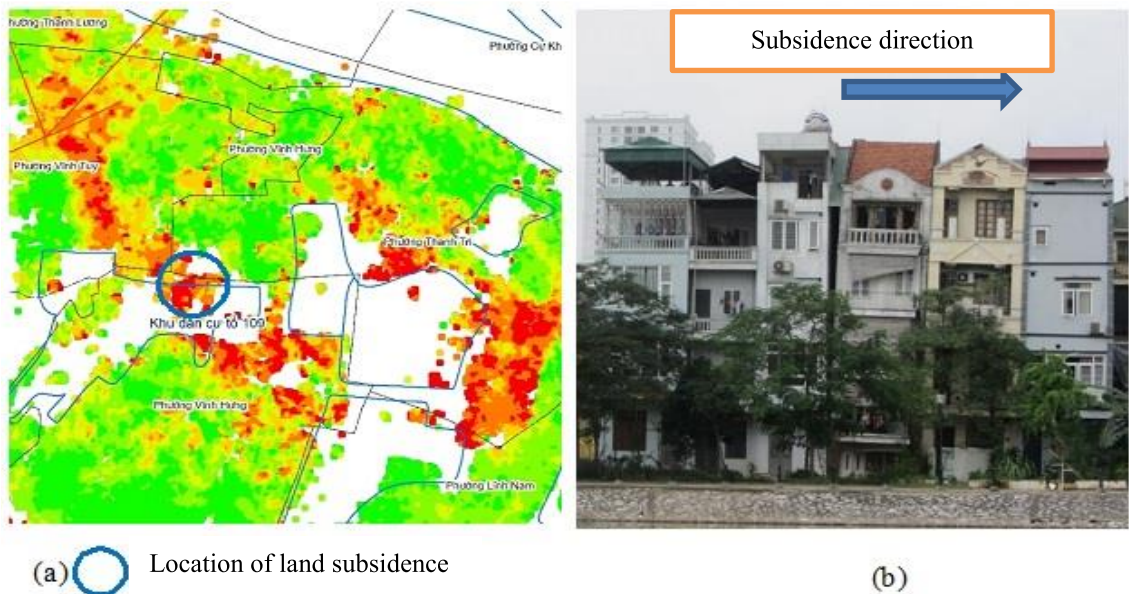 Phường Thanh Lương
Phường Cự Kh
Phường Vĩnh Hưng
Phường Vĩnh Tuy
Phường Thanh Trì
Khu dân cư tổ 109
Phường Vĩnh Hưng
Phường Lĩnh Nam
Subsidence direction
(a)
Location of land subsidence
(b)